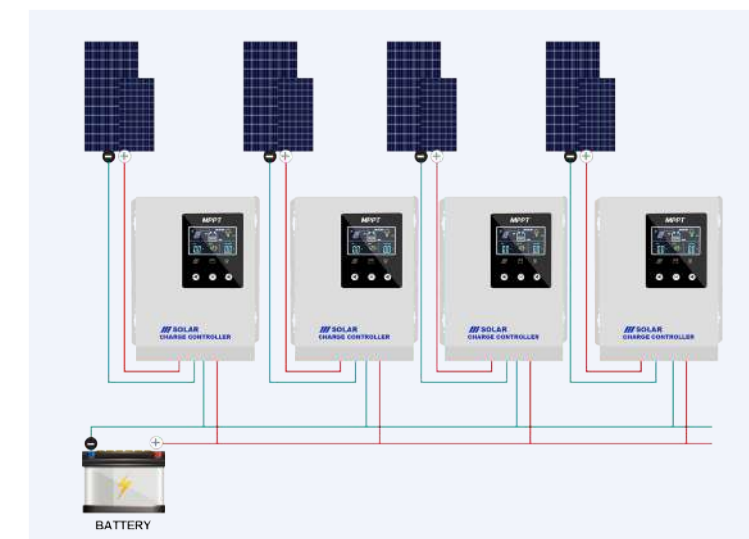 MPPT
MPPT
MPPT
MPPT
SOLAR
CHARGE CONTROLLER
SOLAR
CHARGE CONTROLLER
SOLAR
CHARGE CONTROLLER
SOLAR
CHARGE CONTROLLER
BATTERY